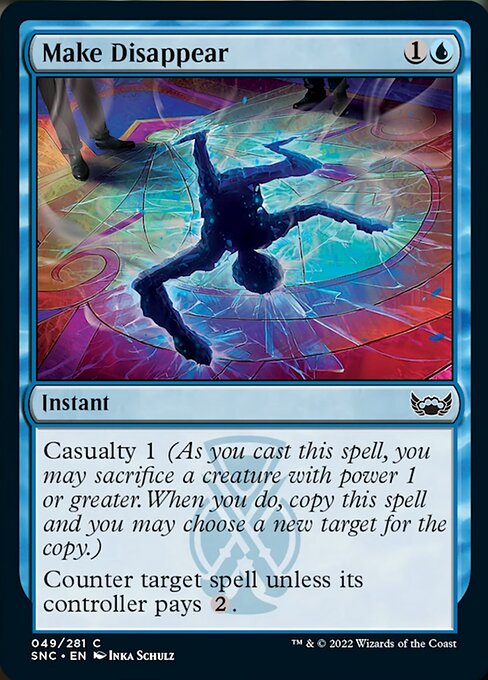 Make Disappear 1
Instant
Casualty 1 (As you cast this spell, you
may sacrifice a creature with power 1
or greater. When you do, copy this spell
and you may choose a new target for the
copy.)
Counter target spell unless its
controller pays 2.
049/281 C
SNC • EN Inka Schulz
™ & © 2022 Wizards of the Coast